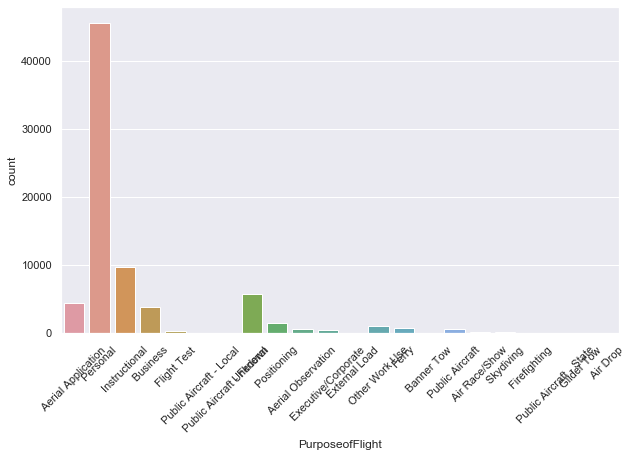 40000
30000
20000
10000
0
count
Aerial Application
Personal
Instructional
Business
Flight Test
Public Aircraft - Local
Public Aircraft - Federal
Unknown
Positioning
Aerial Observation
Executive/Corporate
External Load
Other Work Use
Ferry
Banner Tow
Public Aircraft
Air Race/Show
Skydiving
Firefighting
Public Aircraft - State
Glider Tow
Air Drop
PurposeofFlight